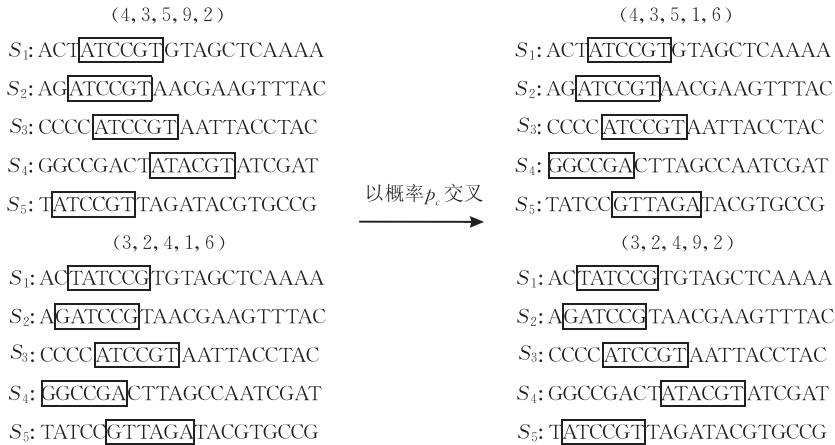 (4,3,5,9,2)
S1:ACTATCCGTGTAGCTCAAAA
S2:AGATCCGTAACGAAGTTTAC
S3:CCCCATCCGTAATTACCTAC
S4:GGCCGACTATACGTATCGAT
S5:TATCCGTTAGATACGTGCCG
(3,2,4,1,6)
S1:ACTATCCGTGTAGCTCAAAA
S2:AGATCCGTAACGAAGTTTAC
S3:CCCCATCCGTAATTACCTAC
S4:GGCCGACTTAGCCAATCGAT
S5:TATCCGTTAGATACGTGCCG
以概率pc交叉
(4,3,5,1,6)
S1:ACTATCCGTGTAGCTCAAAA
S2:AGATCCGTAACGAAGTTTAC
S3:CCCCATCCGTAATTACCTAC
S4:GGCCGACTTAGCCAATCGAT
S5:TATCCGTTAGATACGTGCCG
(3,2,4,9,2)
S1:ACTATCCGTGTAGCTCAAAA
S2:AGATCCGTAACGAAGTTTAC
S3:CCCCATCCGTAATTACCTAC
S4:GGCCGACTATACGTATCGAT
S5:TATCCGTTAGATACGTGCCG